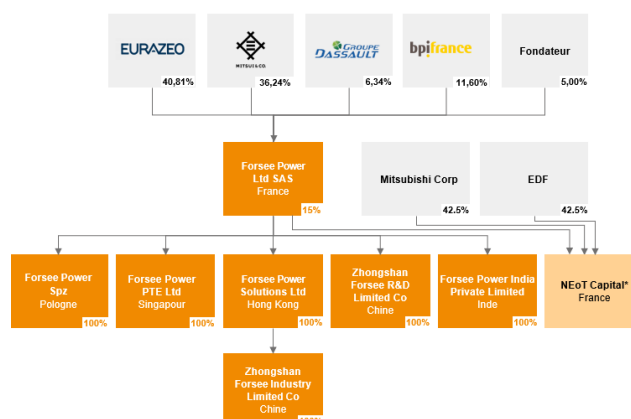 EURAZEO
MITSUI & CO.
GROUPE
DASSAULT
bpifrance
Fondateur
40,81%
36,24%
6,34%
11,60%
5,00%
Forsee Power
Ltd SAS
France
15%
Mitsubishi Corp
42.5%
EDF
42.5%
Forsee Power
Spz
Pologne
100%
Forsee Power
PTE Ltd
Singapour
100%
Forsee Power
Solutions Ltd
Hong Kong
100%
Zhongshan
Forsee R&D
Limited Co
Chine
100%
Forsee Power India
Private Limited
Inde
100%
NEoT Capital*
France
Zhongshan
Forsee Industry
Limited Co
Chine
100%